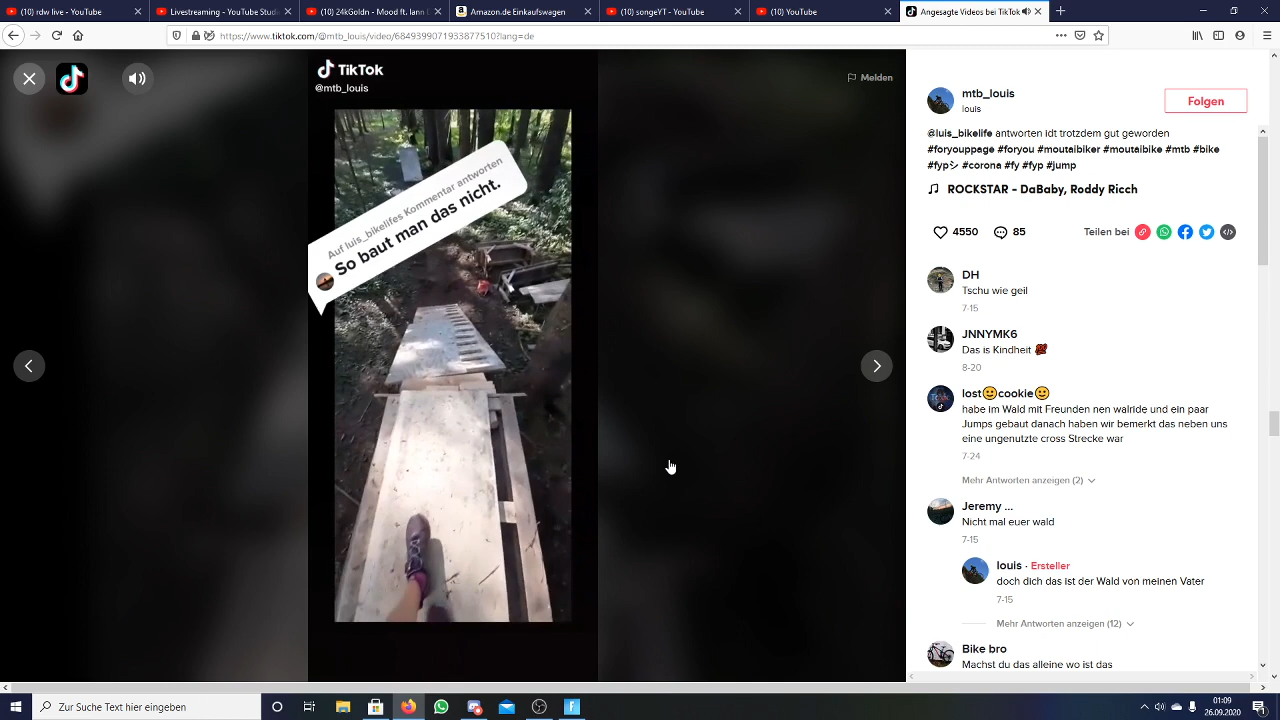 (10) rdw live - YouTube
Livestreaming - YouTube Stud
(10) 24kGoldn - Mood ft. Iann
Amazon.de Einkaufswagen
(10) songeYT - YouTube
(10) YouTube
Angesagte Videos bei TikTok
https://www.tiktok.com/@mtb_louis/video/6849399071933877510?lang=de
TikTok
@mtb_louis
Melden
Auf luis_bikelifes Kommentar antworten
So baut man das nicht.
mtb_louis
louis
Folgen
@luis_bikelife antworten idt trotzdem gut geworden
#foryouppage #foryou #moutaibiker #moutaibike #mtb #bike
#fypシ #corona #fy #fyp #jump
ROCKSTAR - DaBaby, Roddy Ricch
4550
85
Teilen bei
DH
Tschu wie geil
7-15
JNNYMK6
Das is Kindheit
8-20
lost🙂cookie🙂
habe im Wald mit Freunden nen walride und ein paar
Jumps gebaut danach haben wir bemerkt das neben uns
eine ungenutzte cross Strecke war
7-24
Mehr Antworten anzeigen (2)
Jeremy ...
Nicht mal euer wald
7-15
louis · Ersteller
doch dich das ist der Wald von meinen Vater
7-15
Mehr Antworten anzeigen (12)
Bike bro
Machst du das alleine wo ist das
Zur Suche Text hier eingeben
01:09
26.09.2020